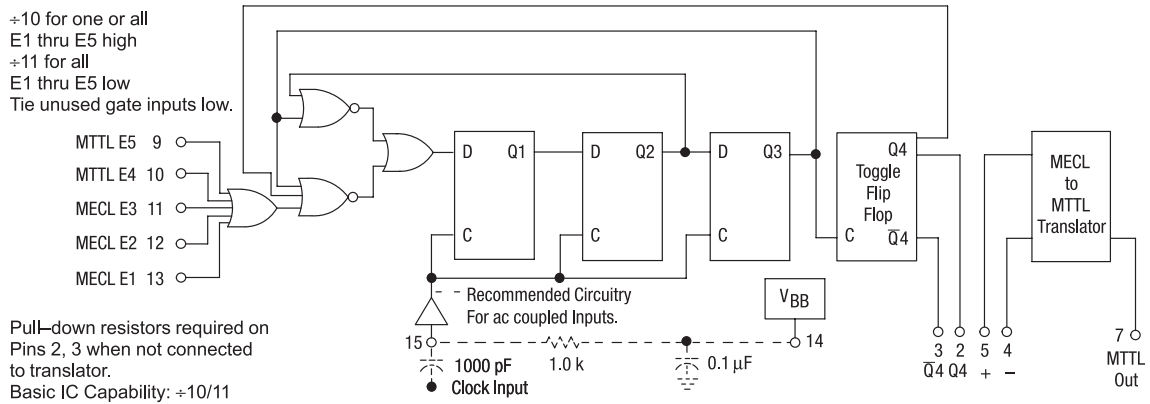 ÷10 for one or all
E1 thru E5 high
÷11 for all
E1 thru E5 low
Tie unused gate inputs low.
MTTL E5 9
MTTL E4 10
MECL E3 11
MECL E2 12
MECL E1 13
D Q1
C
D Q2
C
D Q3
C
Q4
Toggle
Flip
Flop
C Q̅4
MECL
to
MTTL
Translator
Recommended Circuitry
For ac coupled Inputs.
VBB
15
14
1000 pF
1.0 k
0.1 µF
Clock Input
3 2 5 4
Q̅4 Q4 + –
7
MTTL
Out
Pull–down resistors required on
Pins 2, 3 when not connected
to translator.
Basic IC Capability: ÷10/11